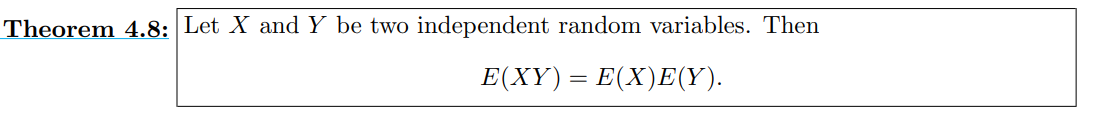 Theorem 4.8: Let X and Y be two independent random variables. Then
E(XY) = E(X)E(Y).